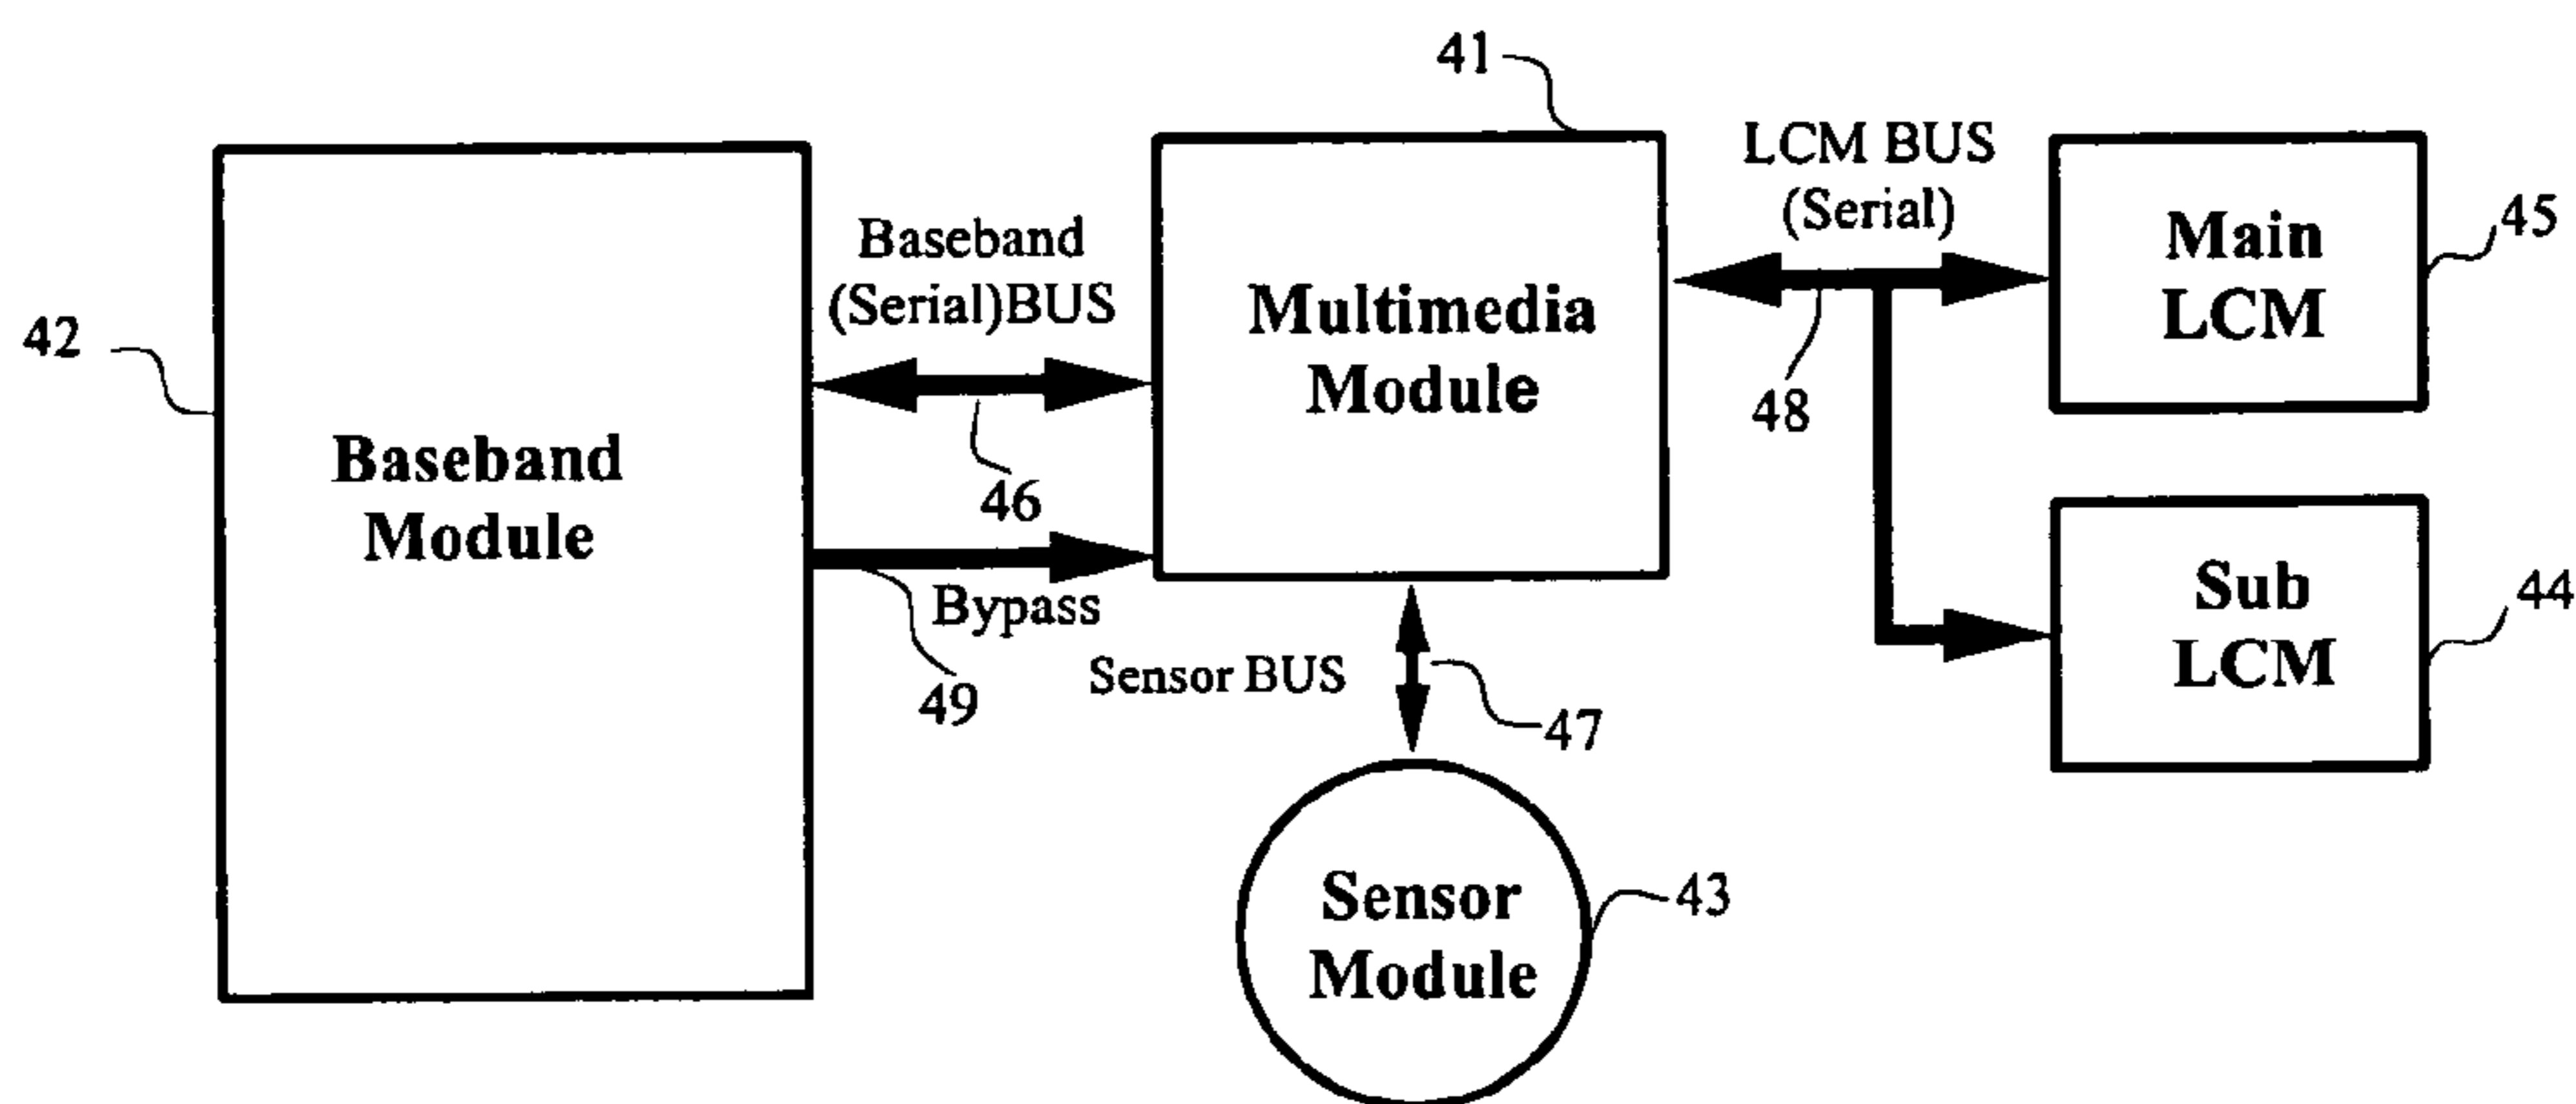 41
LCM BUS
(Serial)
Main
LCM
45
Baseband
(Serial)BUS
Multimedia
Module
42
48
Baseband
Module
46
Sub
LCM
44
Bypass
Sensor BUS
49
47
Sensor
Module
43